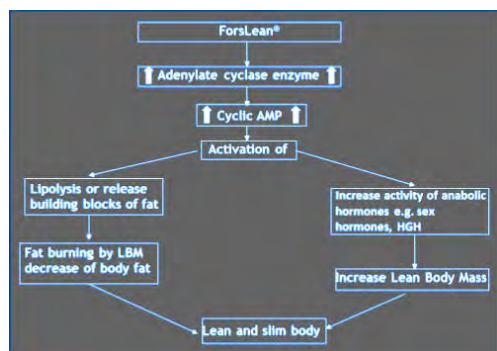 ForsLean®
Adenylate cyclase enzyme
Cyclic AMP
Activation of
Lipolysis or release
building blocks of fat
Fat burning by LBM
decrease of body fat
Increase activity of anabolic
hormones e.g. sex
hormones, HGH
Increase Lean Body Mass
Lean and slim body